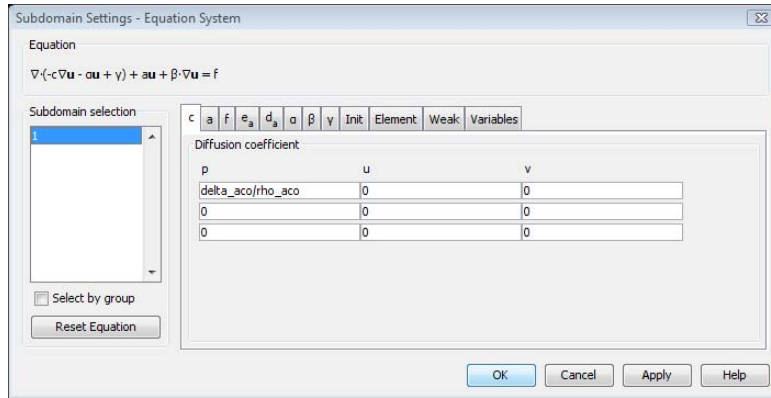 Subdomain Settings - Equation System
Equation
∇·(-c∇u - αu + γ) + au + β·∇u = f
Subdomain selection
1
Select by group
Reset Equation
c a f eₐ dₐ α β γ Init Element Weak Variables
Diffusion coefficient
p u v
delta_aco/rho_aco 0 0
0 0 0
0 0 0
OK Cancel Apply Help